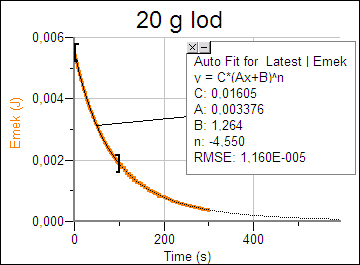 20 g lod
Emek (J)
0,006
0,004
0,002
0,000
0
200
400
Time (s)
Auto Fit for Latest | Emek
y = C*(Ax+B)^n
C: 0.01605
A: 0.003376
B: 1.264
n: -4.550
RMSE: 1.160E-005